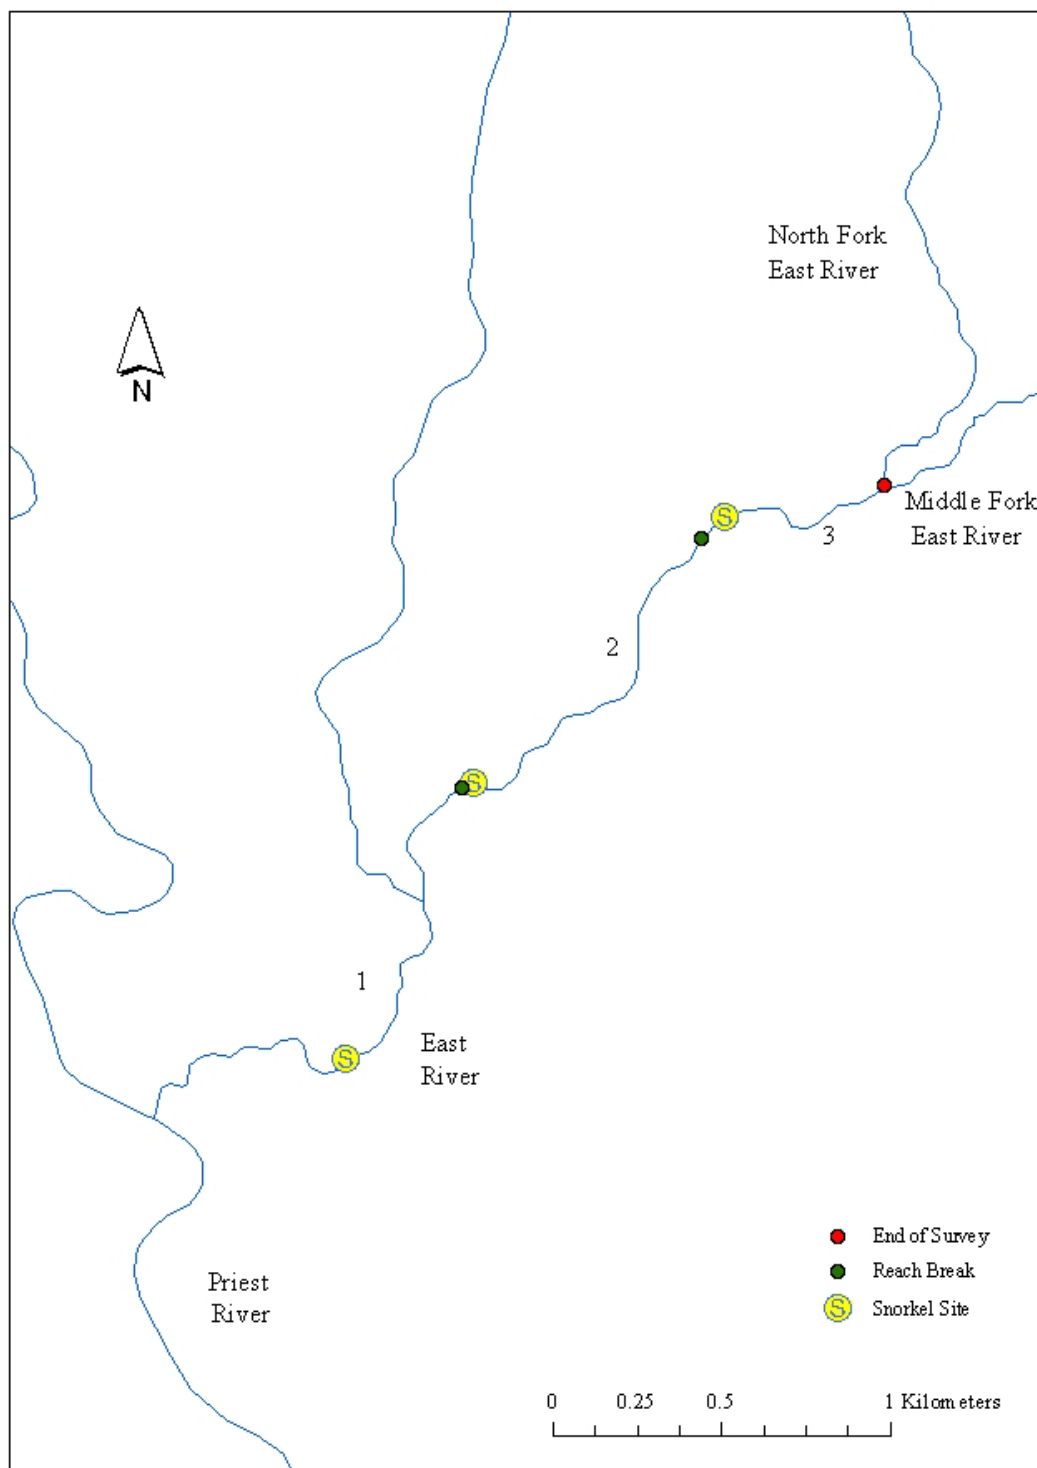 North Fork
East River
N
S
Middle Fork
East River
3
2
S
1
East
River
S
End of Survey
Reach Break
Priest
River
S Snorkel Site
0 0.25 0.5 1 Kilometers